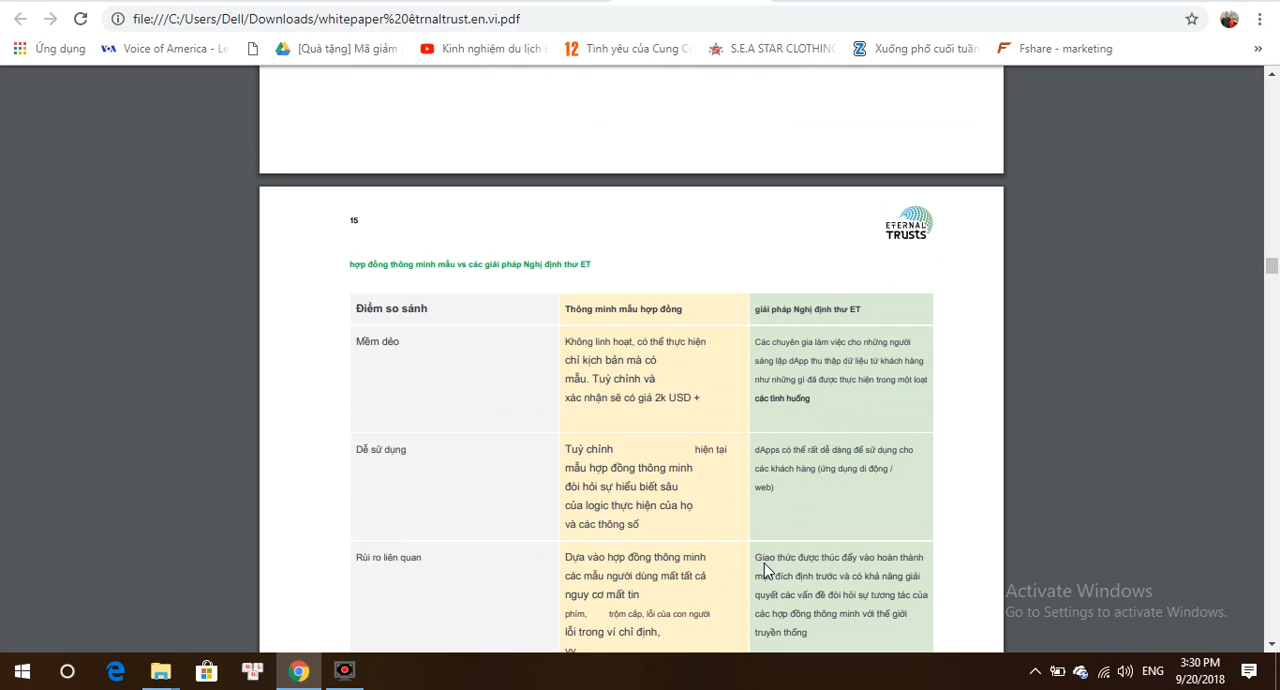 file:///C:/Users/Dell/Downloads/whitepaper%20êtrnaltrust.en.vi.pdf
Ứng dụng
Voice of America - Le
[Quà tặng] Mã giảm
Kinh nghiệm du lịch
Tình yêu của Cung
S.E.A STAR CLOTHING
Xuống phố cuối tuần
Fshare - marketing
»
15
ETERNAL
TRUSTS
hợp đồng thông minh mẫu vs các giải pháp Nghị định thư ET
Điểm so sánh
Thông minh mẫu hợp đồng
giải pháp Nghị định thư ET
Mềm dẻo
Không linh hoạt, có thể thực hiện
chỉ kịch bản mà có
mẫu. Tuỳ chỉnh và
xác nhận sẽ có giá 2k USD +
Các chuyên gia làm việc cho những người
sáng lập dApp thu thập dữ liệu từ khách hàng
như những gì đã được thực hiện trong một loạt
các tình huống
Dễ sử dụng
Tuỳ chỉnh hiện tại
mẫu hợp đồng thông minh
đòi hỏi sự hiểu biết sâu
của logic thực hiện của họ
và các thông số
dApps có thể rất dễ dàng để sử dụng cho
các khách hàng (ứng dụng di động /
web)
Rủi ro liên quan
Dựa vào hợp đồng thông minh
các mẫu người dùng mất tất cả
nguy cơ mất tin
phím, trộm cắp, lỗi của con người
lỗi trong ví chỉ định,
vv
Giao thức được thúc đẩy vào hoàn thành
mục đích định trước và có khả năng giải
quyết các vấn đề đòi hỏi sự tương tác của
các hợp đồng thông minh với thế giới
truyền thống
Activate Windows
Go to Settings to activate Windows.
ENG
3:30 PM
9/20/2018